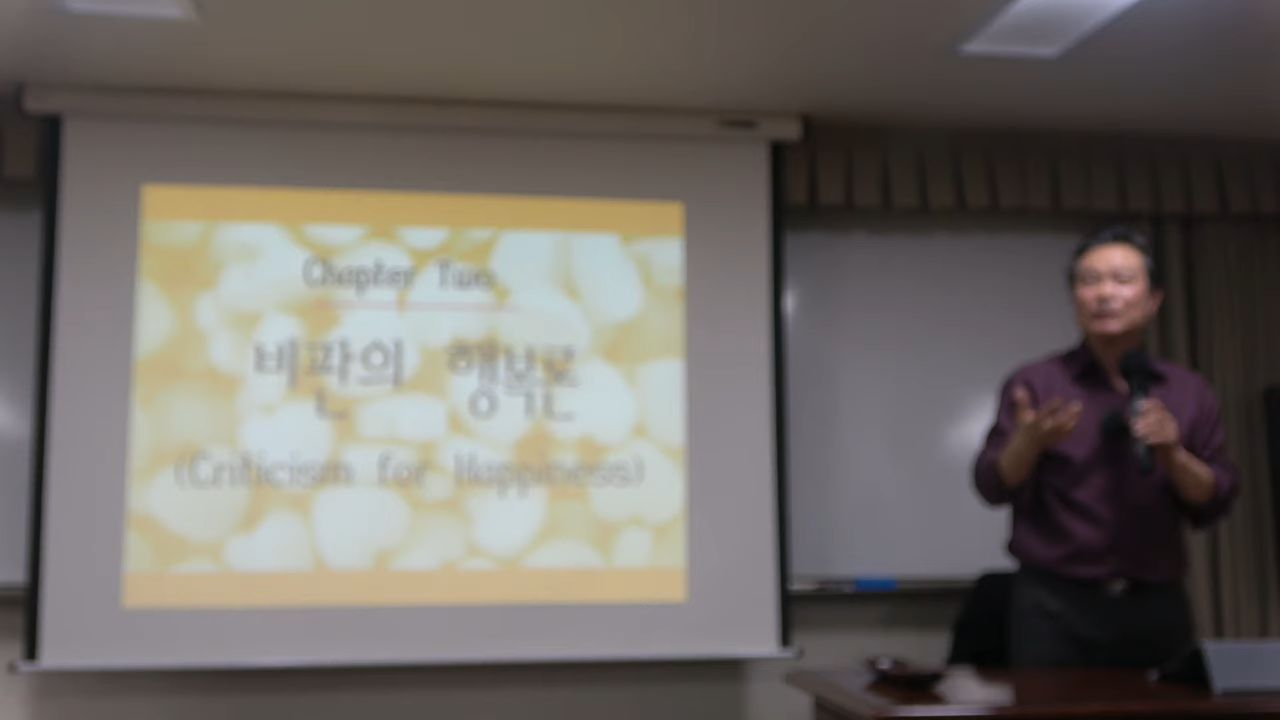 Chapter Two
비판의 행복론
(Criticism for Happiness)